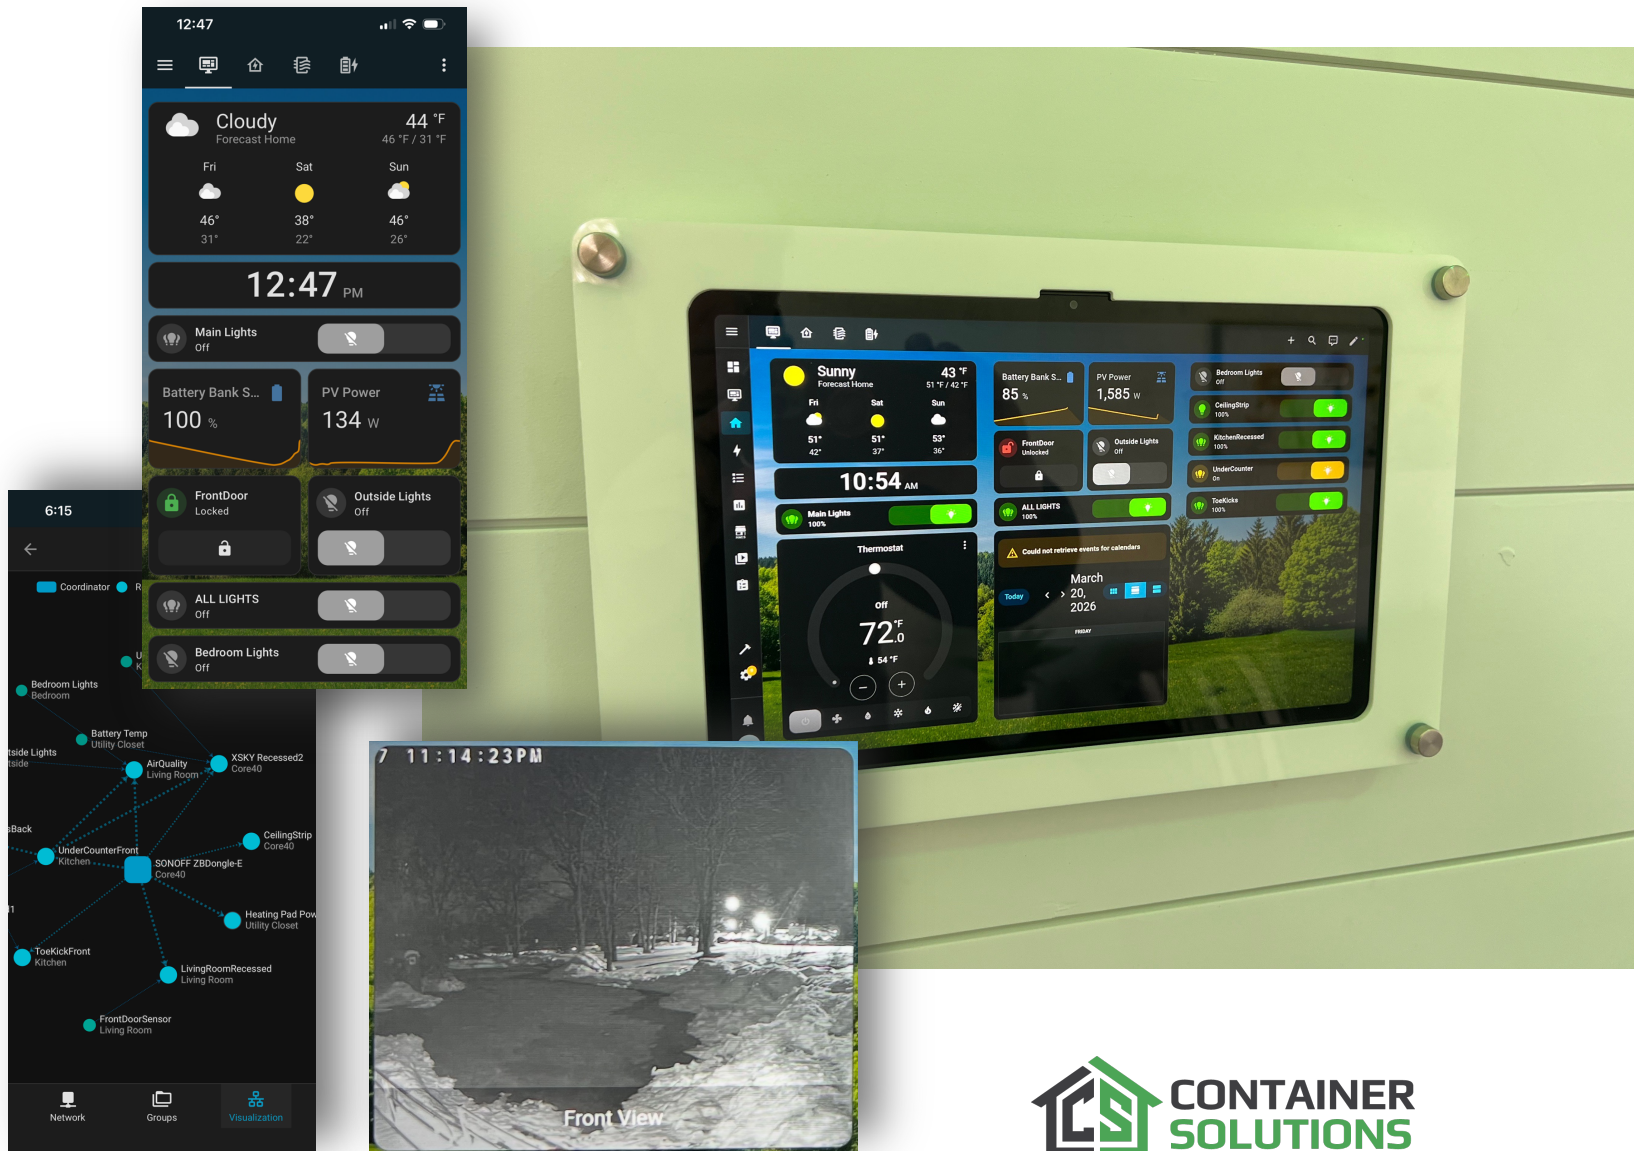 12:47
Cloudy
Forecast Home
44 °F
46 °F / 31 °F
Fri Sat Sun
46° 38° 46°
31° 22° 26°
12:47 PM
Main Lights
Off
Battery Bank S...
100 %
PV Power
134 W
FrontDoor
Locked
Outside Lights
Off
ALL LIGHTS
Off
Bedroom Lights
Off
6:15
Coordinator
R
U
K
Bedroom Lights
Bedroom
Battery Temp
Utility Closet
tside Lights
tside
AirQuality
Living Room
XSKY Recessed2
Core40
sBack
CeilingStrip
Core40
UnderCounterFront
Kitchen
SONOFF ZBDongle-E
Core40
Heating Pad Pow
Utility Closet
ToeKickFront
Kitchen
LivingRoomRecessed
Living Room
FrontDoorSensor
Living Room
Network
Groups
Visualization
Sunny
Forecast Home
43 °F
51 °F / 42 °F
Fri Sat Sun
51° 51° 53°
42° 37° 36°
10:54 AM
Main Lights
100%
Thermostat
Off
72.0 °F
54 °F
Battery Bank S...
85 %
PV Power
1,585 W
FrontDoor
Unlocked
Outside Lights
Off
ALL LIGHTS
100%
Could not retrieve events for calendars
Today
March
20,
2026
FRIDAY
Bedroom Lights
Off
CeilingStrip
100%
KitchenRecessed
100%
UnderCounter
On
ToeKicks
100%
7 11:14:23PM
Front View
CS
CONTAINER
SOLUTIONS